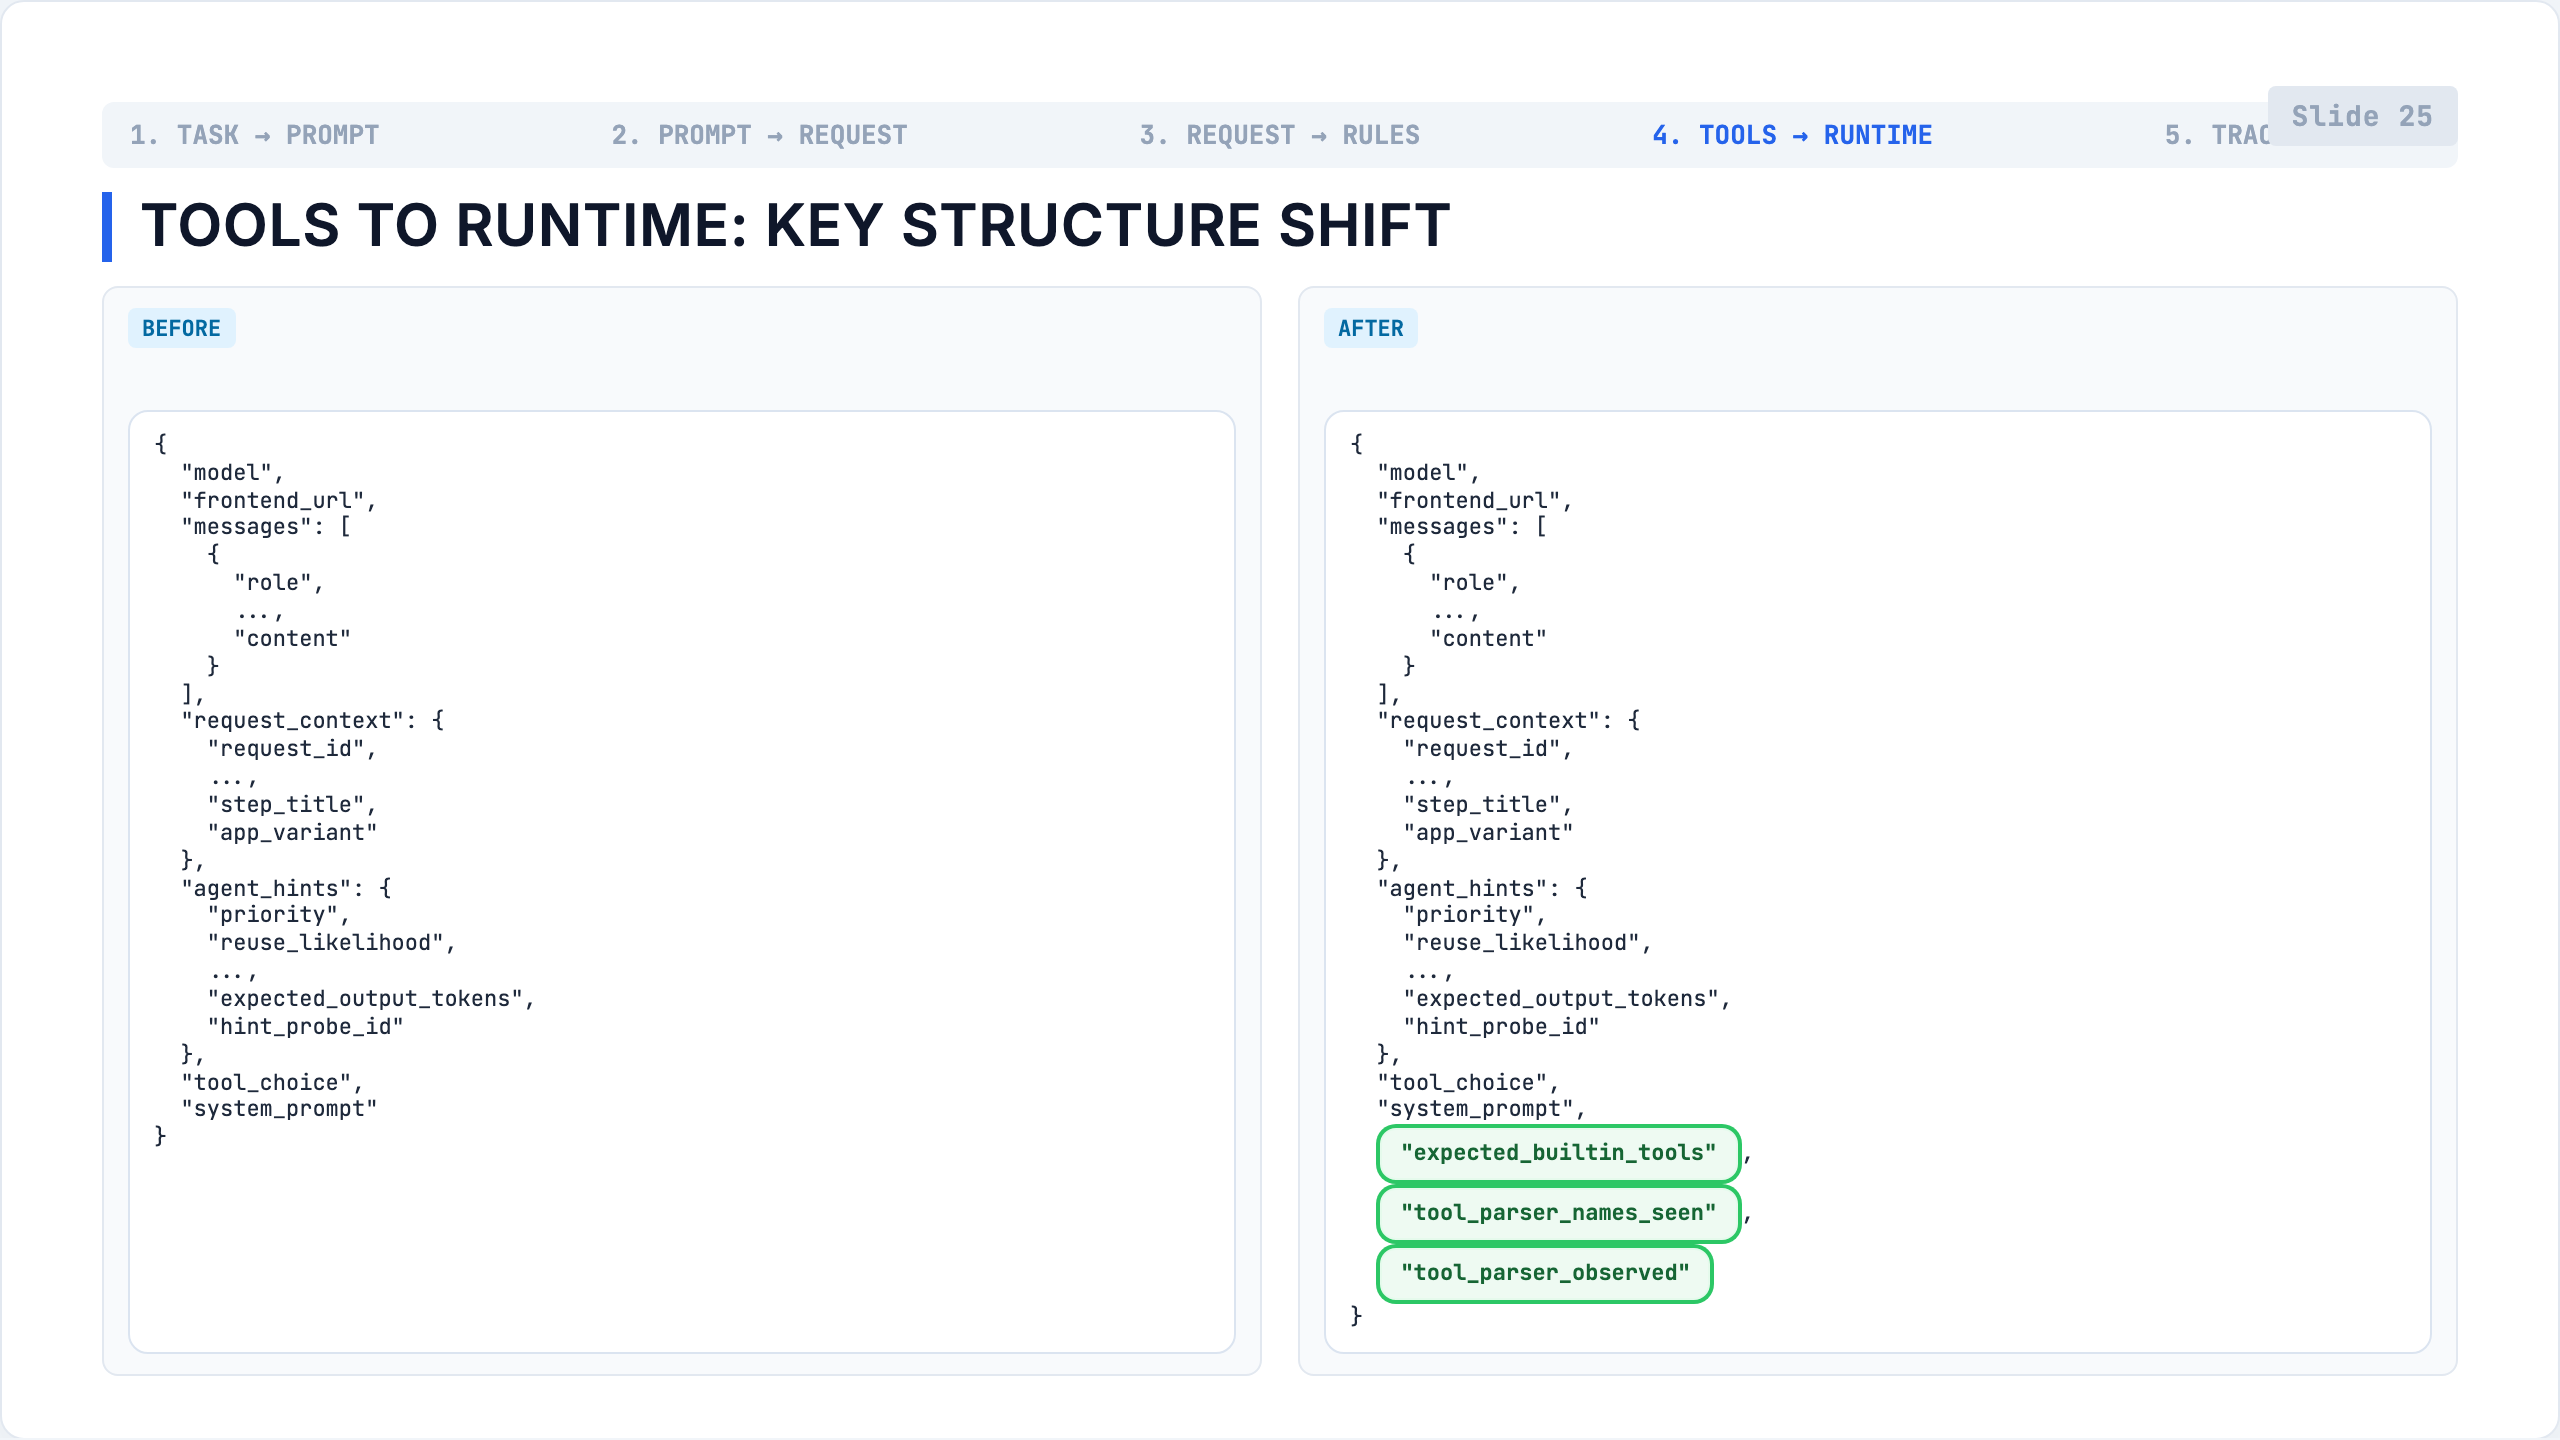 1. TASK → PROMPT
2. PROMPT → REQUEST
3. REQUEST → RULES
4. TOOLS → RUNTIME
5.
Slide 25
TOOLS TO RUNTIME: KEY STRUCTURE SHIFT
BEFORE
{
  "model",
  "frontend_url",
  "messages": [
    {
      "role",
      ...,
      "content"
    }
  ],
  "request_context": {
    "request_id",
    ...,
    "step_title",
    "app_variant"
  },
  "agent_hints": {
    "priority",
    "reuse_likelihood",
    ...,
    "expected_output_tokens",
    "hint_probe_id"
  },
  "tool_choice",
  "system_prompt"
}
AFTER
{
  "model",
  "frontend_url",
  "messages": [
    {
      "role",
      ...,
      "content"
    }
  ],
  "request_context": {
    "request_id",
    ...,
    "step_title",
    "app_variant"
  },
  "agent_hints": {
    "priority",
    "reuse_likelihood",
    ...,
    "expected_output_tokens",
    "hint_probe_id"
  },
  "tool_choice",
  "system_prompt",
  "expected_builtin_tools",
  "tool_parser_names_seen",
  "tool_parser_observed"
}